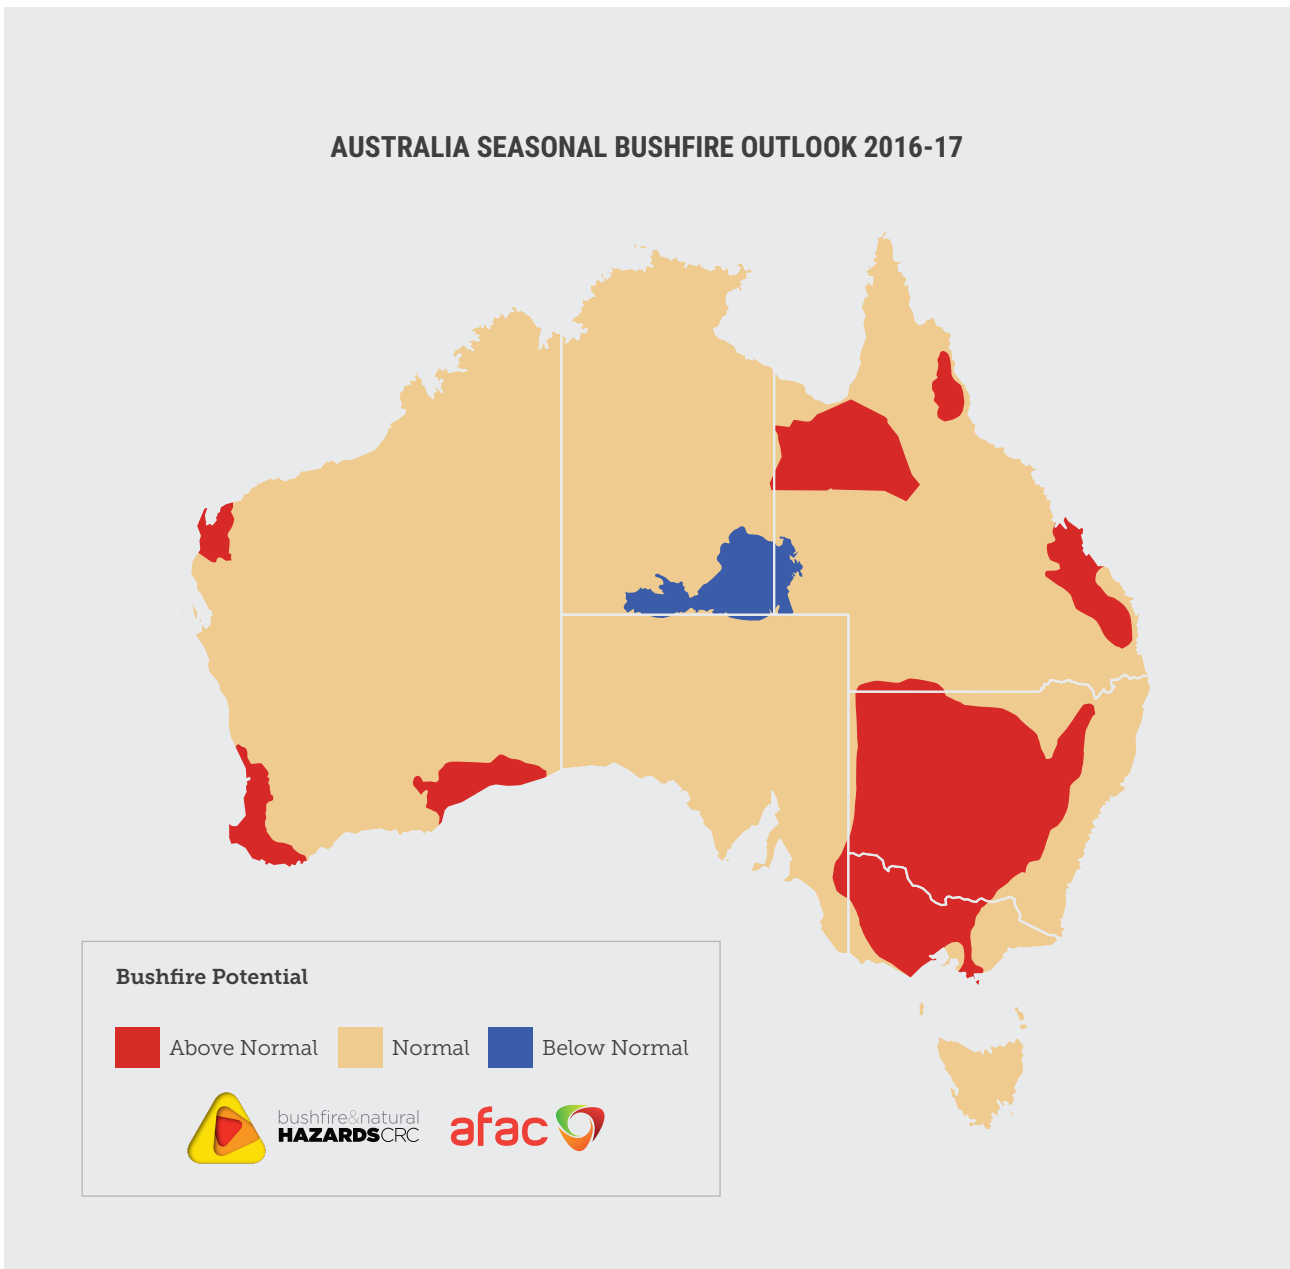 AUSTRALIA SEASONAL BUSHFIRE OUTLOOK 2016-17
Bushfire Potential
Above Normal Normal Below Normal
bushfire&natural
HAZARDSCRC
afac